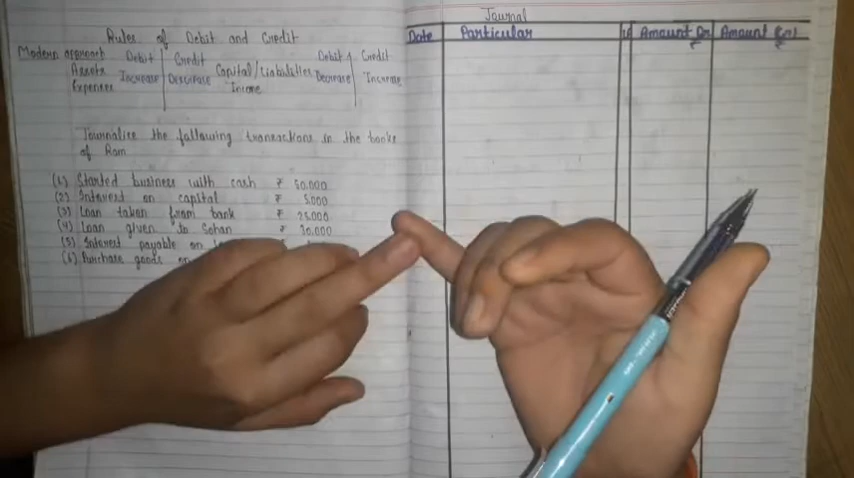 Rules of Debit and Credit
Modern approach Debit Credit Debit Credit
Assets Increase Decrease Capital/Liabilities Decrease Increase
Expenses Income
Journalise the following transactions in the books
of Ram
(1) Started business with cash ₹ 50,000
(2) Interest on capital ₹ 5,000
(3) Loan taken from bank ₹ 25,000
(4) Loan given to Sohan ₹
(5) Interest payable on
(6) Purchase goods on
Journal
Date Particular Amount Dr Amount Cr